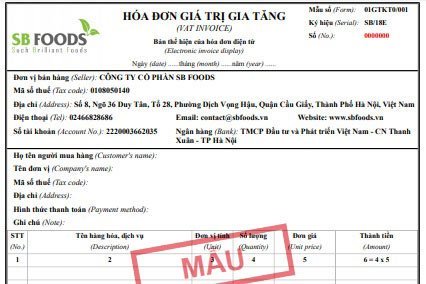 SB FOODS
Such Brilliant Foods
HÓA ĐƠN GIÁ TRỊ GIA TĂNG
(VAT INVOICE)
Bản thể hiện của hóa đơn điện tử
(Electronic invoice display)
Ngày (date) ..... tháng (month) ..... năm (year) .....
Mẫu số (Form): 01GTKT0/001
Ký hiệu (Serial): SB/18E
Số (No.): 0000000
Đơn vị bán hàng (Seller): CÔNG TY CỔ PHẦN SB FOODS
Mã số thuế (Tax code): 0108050140
Địa chỉ (Address): Số 8, Ngõ 36 Duy Tân, Tổ 28, Phường Dịch Vọng Hậu, Quận Cầu Giấy, Thành Phố Hà Nội, Việt Nam
Điện thoại (Tel): 02466828686 Email: contact@sbfoods.vn Website: www.sbfoods.vn
Số tài khoản (Account No.): 2220003662035 Ngân hàng (Bank): TMCP Đầu tư và Phát triển Việt Nam - CN Thanh
Xuân - TP Hà Nội
Họ tên người mua hàng (Customer's name):
Tên đơn vị (Company's name):
Mã số thuế (Tax code):
Địa chỉ (Address):
Hình thức thanh toán (Payment method):
Ghi chú (Note):
STT Tên hàng hóa, dịch vụ Đơn vị tính Số lượng Đơn giá Thành tiền
(No.) (Description) (Unit) (Quantity) (Unit price) (Amount)
1 2 3 4 5 6 = 4 x 5
MẪU